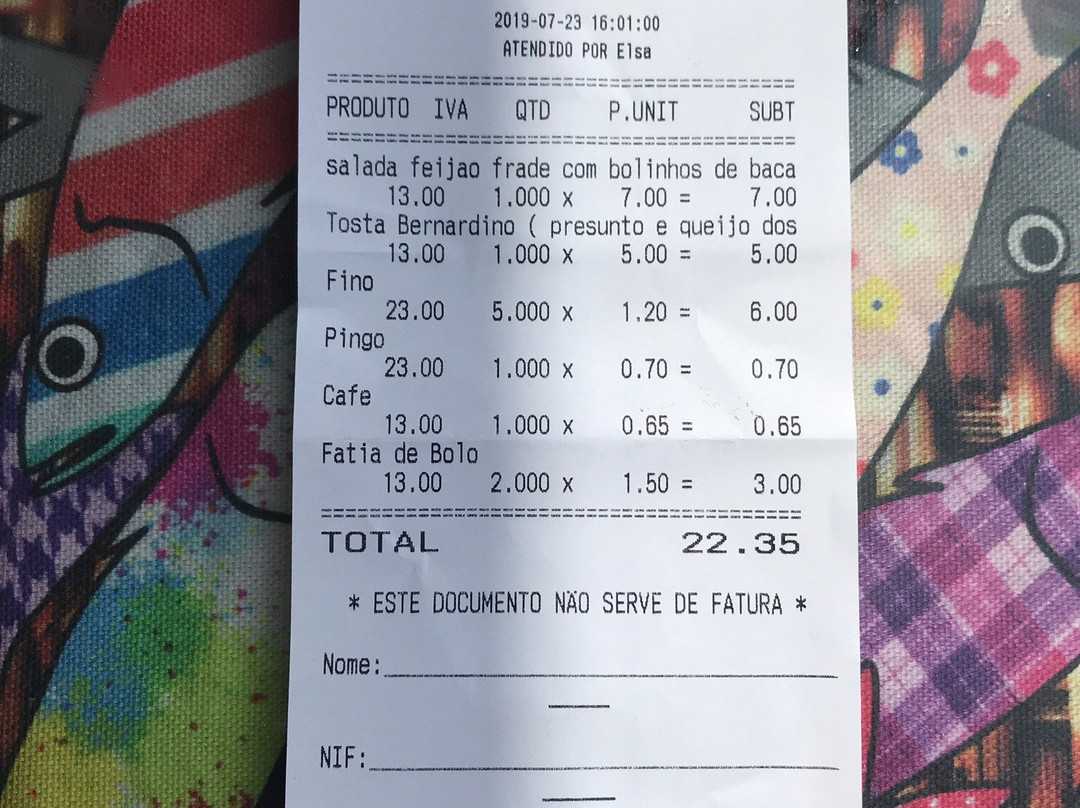 2019-07-23 16:01:00
ATENDIDO POR Elsa
==================================================
PRODUTO IVA QTD P.UNIT SUBT
==================================================
salada feijao frade com bolinhos de baca
13.00 1.000 x 7.00 = 7.00
Tosta Bernardino ( presunto e queijo dos
13.00 1.000 x 5.00 = 5.00
Fino
23.00 5.000 x 1.20 = 6.00
Pingo
23.00 1.000 x 0.70 = 0.70
Cafe
13.00 1.000 x 0.65 = 0.65
Fatia de Bolo
13.00 2.000 x 1.50 = 3.00
==================================================
TOTAL 22.35
* ESTE DOCUMENTO NÃO SERVE DE FATURA *
Nome:
NIF: